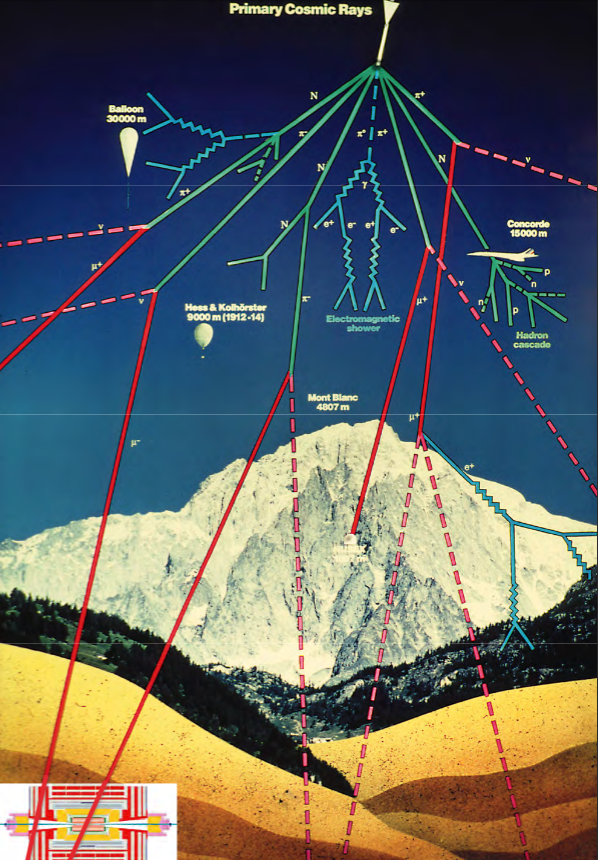 Primary Cosmic Rays
N
π⁺
Balloon
30000 m
π⁻
π⁺
N
N
ν
γ
π⁺
N
e⁺
e⁻
e⁺
e⁻
ν
Concorde
15000 m
μ⁺
ν
p
n
Hess & Kolhörster
9000 m (1912-14)
π⁻
μ⁺
ν
n
p
Electromagnetic
shower
Hadron
cascade
Mont Blanc
4807 m
μ⁺
μ⁻
e⁺